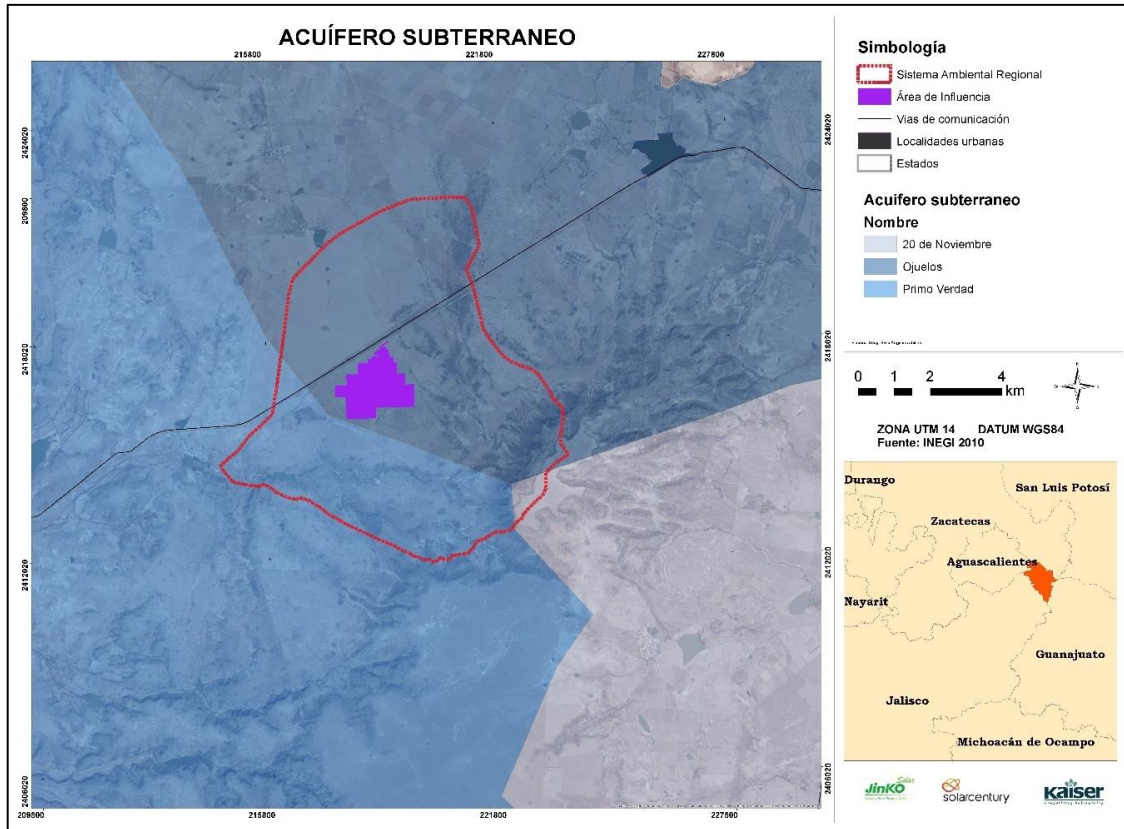 ACUÍFERO SUBTERRANEO
215800
221800
227800
2424020
2424020
209800
2418020
2418020
2412020
2412020
2406020
2406020
209800
215800
221800
227800
Simbología
Sistema Ambiental Regional
Área de Influencia
Vias de comunicación
Localidades urbanas
Estados
Acuifero subterraneo
Nombre
20 de Noviembre
Ojuelos
Primo Verdad
0 1 2 4
km
ZONA UTM 14 DATUM WGS84
Fuente: INEGI 2010
Durango
San Luis Potosí
Zacatecas
Aguascalientes
Nayarit
Guanajuato
Jalisco
Michoacán de Ocampo
JinKO Solar
solarcentury
Kaiser